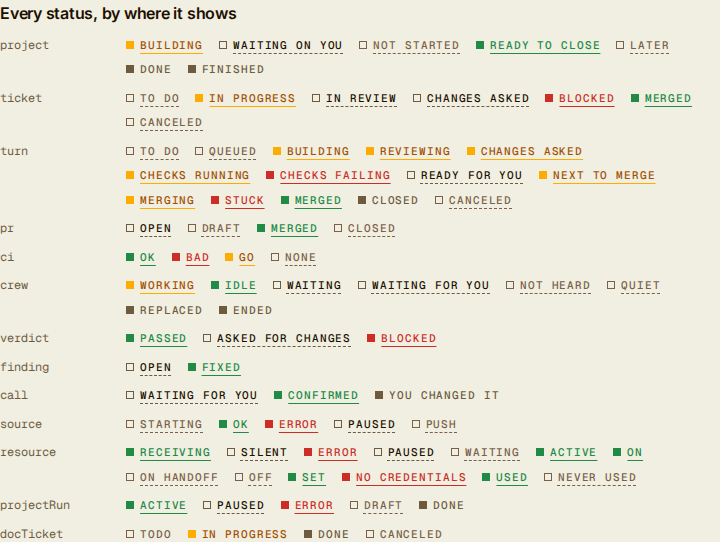 Every status, by where it shows
project BUILDING WAITING ON YOU NOT STARTED READY TO CLOSE LATER
DONE FINISHED
ticket TO DO IN PROGRESS IN REVIEW CHANGES ASKED BLOCKED MERGED
CANCELED
turn TO DO QUEUED BUILDING REVIEWING CHANGES ASKED
CHECKS RUNNING CHECKS FAILING READY FOR YOU NEXT TO MERGE
MERGING STUCK MERGED CLOSED CANCELED
pr OPEN DRAFT MERGED CLOSED
ci OK BAD GO NONE
crew WORKING IDLE WAITING WAITING FOR YOU NOT HEARD QUIET
REPLACED ENDED
verdict PASSED ASKED FOR CHANGES BLOCKED
finding OPEN FIXED
call WAITING FOR YOU CONFIRMED YOU CHANGED IT
source STARTING OK ERROR PAUSED PUSH
resource RECEIVING SILENT ERROR PAUSED WAITING ACTIVE ON
ON HANDOFF OFF SET NO CREDENTIALS USED NEVER USED
projectRun ACTIVE PAUSED ERROR DRAFT DONE
docTicket TODO IN PROGRESS DONE CANCELED